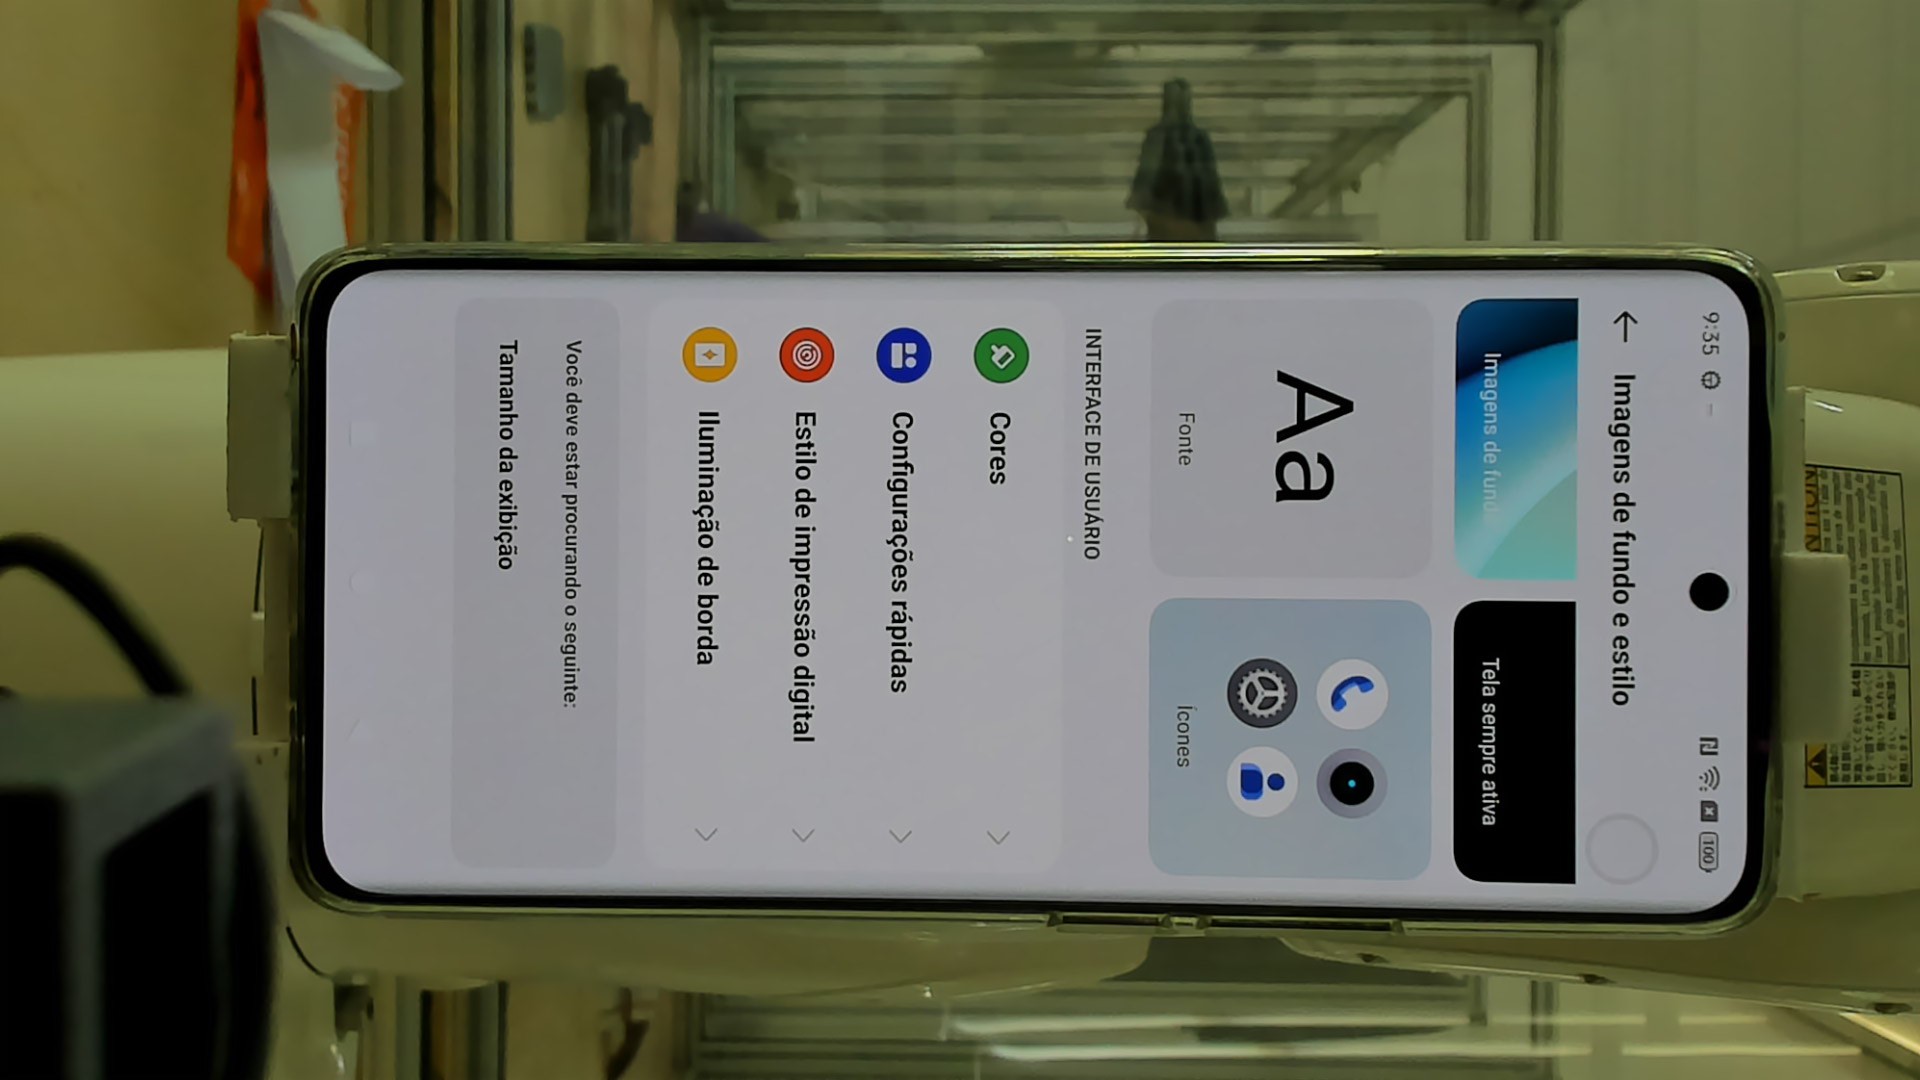 9:35
100
Imagens de fundo e estilo
Imagens de fund
Tela sempre ativa
Aa
Fonte
Ícones
INTERFACE DE USUÁRIO
Cores
Configurações rápidas
Estilo de impressão digital
Iluminação de borda
Você deve estar procurando o seguinte:
Tamanho da exibição